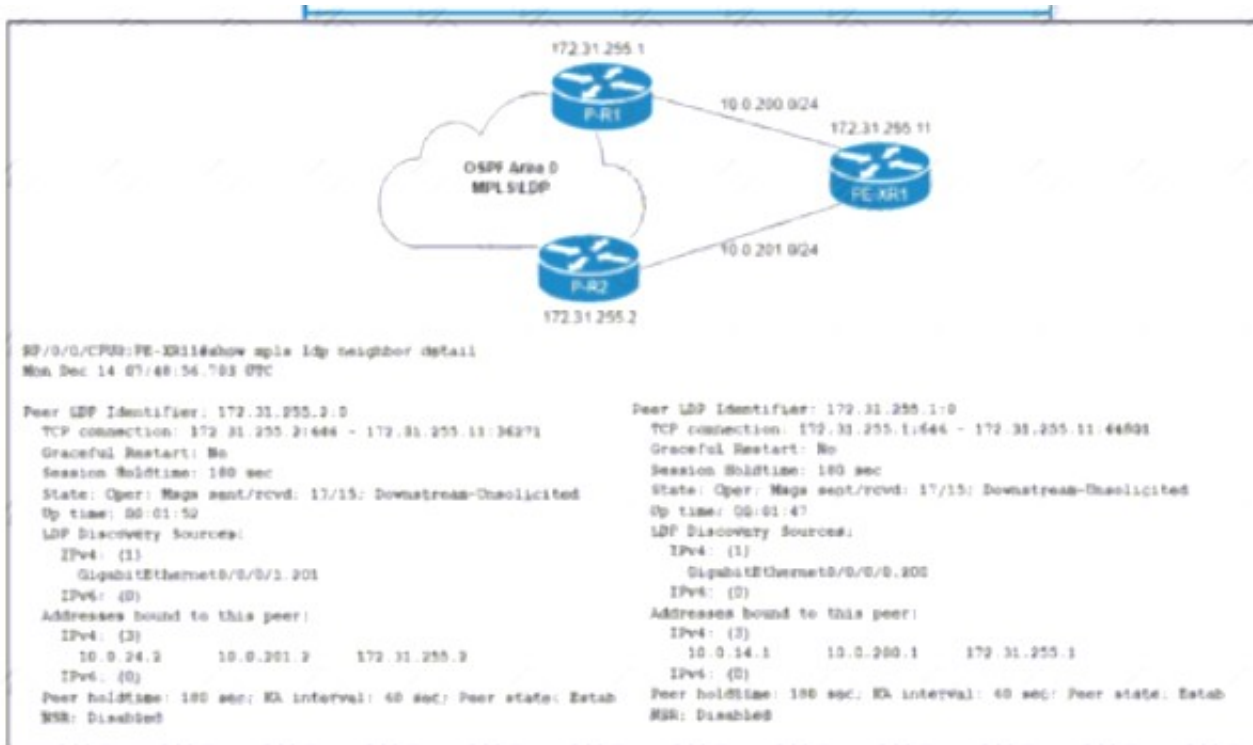 172.31.255.1
P-R1
10.0.200.0/24
172.31.255.11
OSPF Area 0
MPLS\LDP
PE-XR1
10.0.201.0/24
P-R2
172.31.255.2
RP/0/0/CPU0:PE-XR11#show mpls ldp neighbor detail
Mon Dec 14 07:48:56.703 UTC
Peer LDP Identifier: 172.31.255.2:0
TCP connection: 172.31.255.2:646 - 172.31.255.11:36271
Graceful Restart: No
Session Holdtime: 180 sec
State: Oper; Msgs sent/rcvd: 17/15; Downstream-Unsolicited
Up time: 00:01:52
LDP Discovery Sources:
IPv4: (1)
GigabitEthernet0/0/0/1.201
IPv6: (0)
Addresses bound to this peer:
IPv4: (3)
10.0.24.2 10.0.201.2 172.31.255.2
IPv6: (0)
Peer holdtime: 180 sec; KA interval: 60 sec; Peer state: Estab
NSR: Disabled
Peer LDP Identifier: 172.31.255.1:0
TCP connection: 172.31.255.1:646 -
Graceful Restart: No
Session Holdtime: 180 sec
State: Oper; Msgs sent/rcvd: 17/15; Downstream-Unsolicited
Up time: 00:01:47
LDP Discovery Sources:
IPv4: (1)
GigabitEthernet0/0/0/0.200
IPv6: (0)
Addresses bound to this peer:
IPv4: (3)
10.0.14.1 10.0.200.1 172.31.255.1
IPv6: (0)
Peer holdtime: 180 sec; KA interval: 60 sec; Peer state: Estab
NSR: Disabled